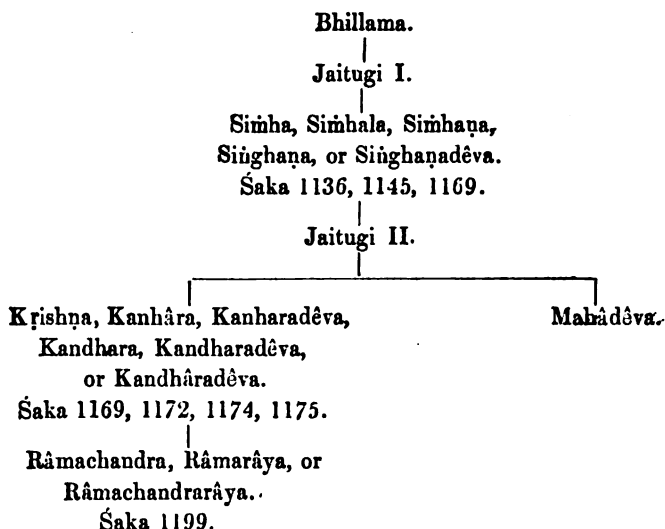 Bhillama.
Jaitugi I.
Siṁha, Siṁhala, Siṁhaṇa,
Siṅghaṇa, or Siṅghaṇadêva.
Śaka 1136, 1145, 1169.
Jaitugi II.
Kṛishṇa, Kanhâra, Kanharadêva,
Kandhara, Kandharadêva,
or Kandhâradêva.
Śaka 1169, 1172, 1174, 1175.
Mahâdêva.
Râmachandra, Râmarâya, or
Râmachandrarâya.
Śaka 1199.